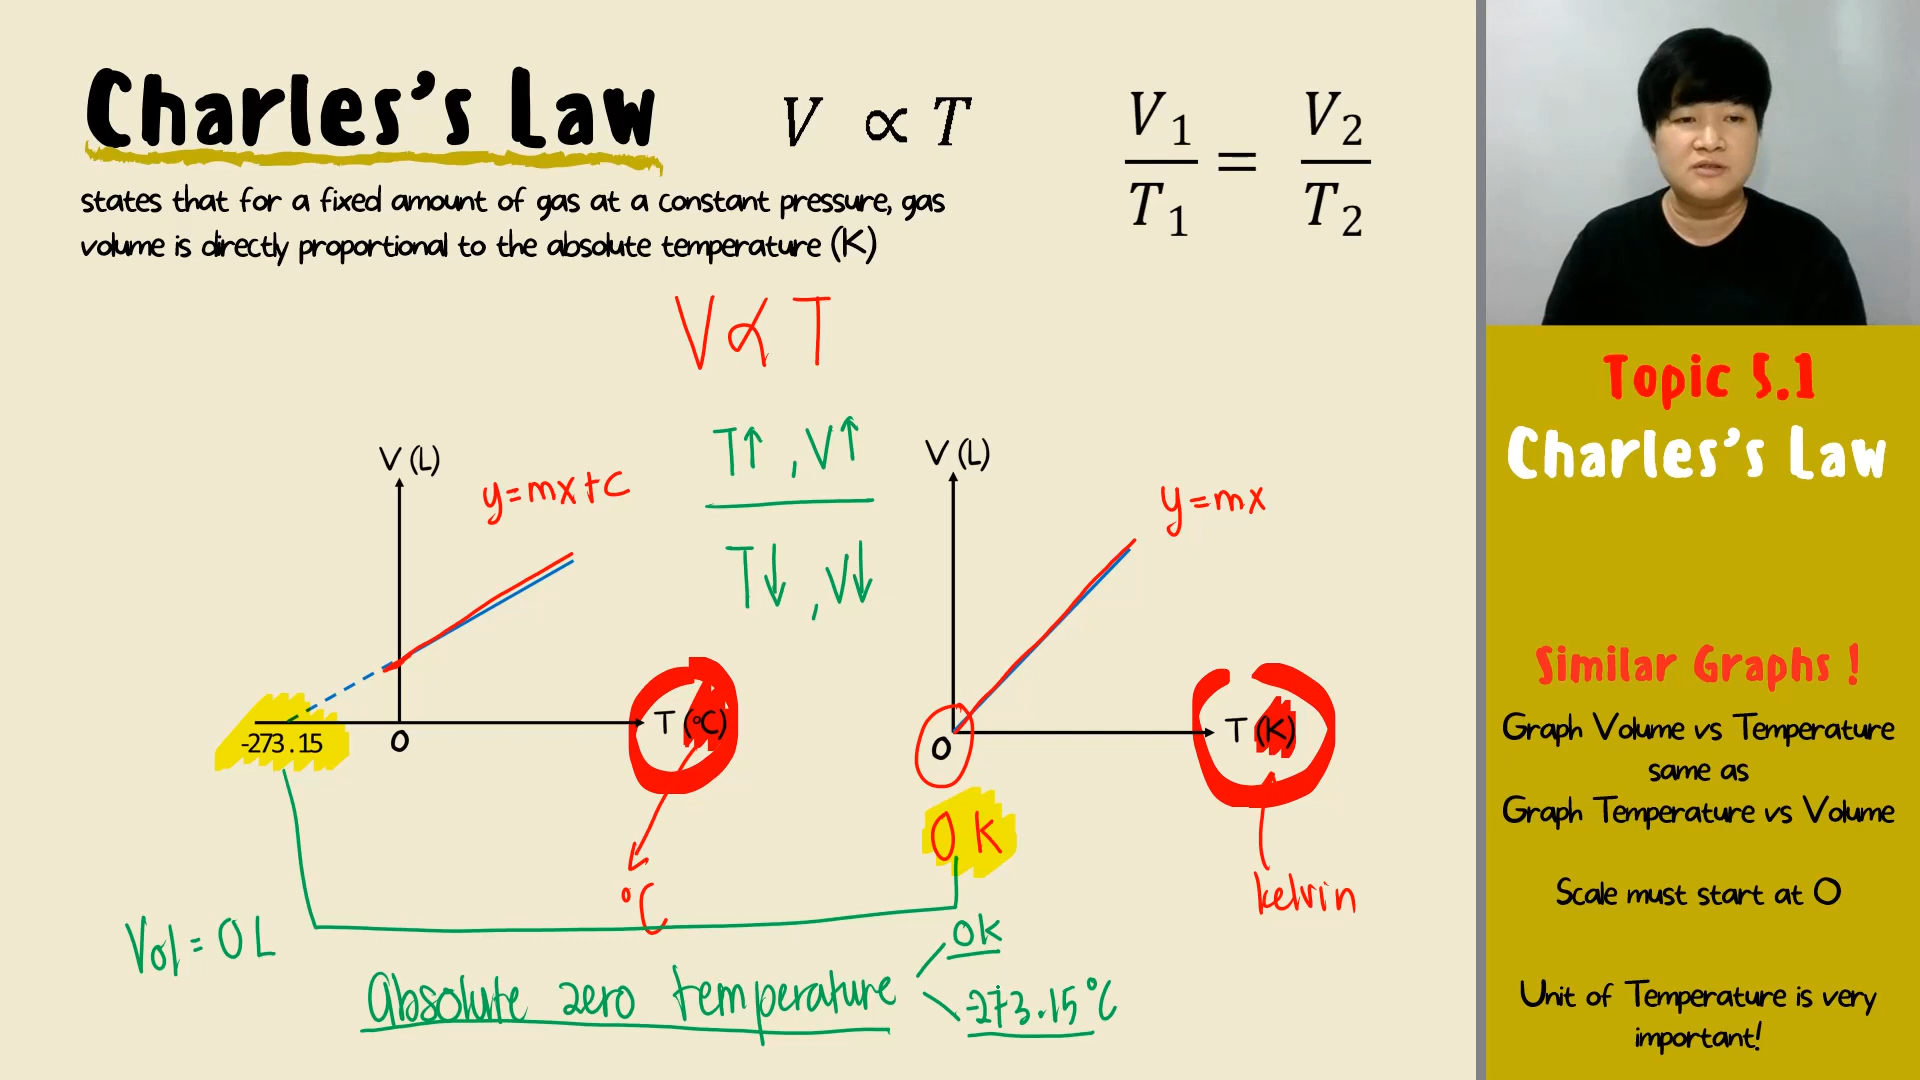 Charles's Law
V ∝ T
V₁/T₁ = V₂/T₂
states that for a fixed amount of gas at a constant pressure, gas
volume is directly proportional to the absolute temperature (K)
V ∝ T
T↑ , V↑
T↓ , V↓
V (L)
y=mx+c
-273.15
0
T (°C)
°C
V (L)
y=mx
0
T (K)
0 K
kelvin
Vol = 0 L
Absolute zero temperature
0K
-273.15°C
Topic 5.1
Charles's Law
Similar Graphs !
Graph Volume vs Temperature
same as
Graph Temperature vs Volume
Scale must start at 0
Unit of Temperature is very
important!